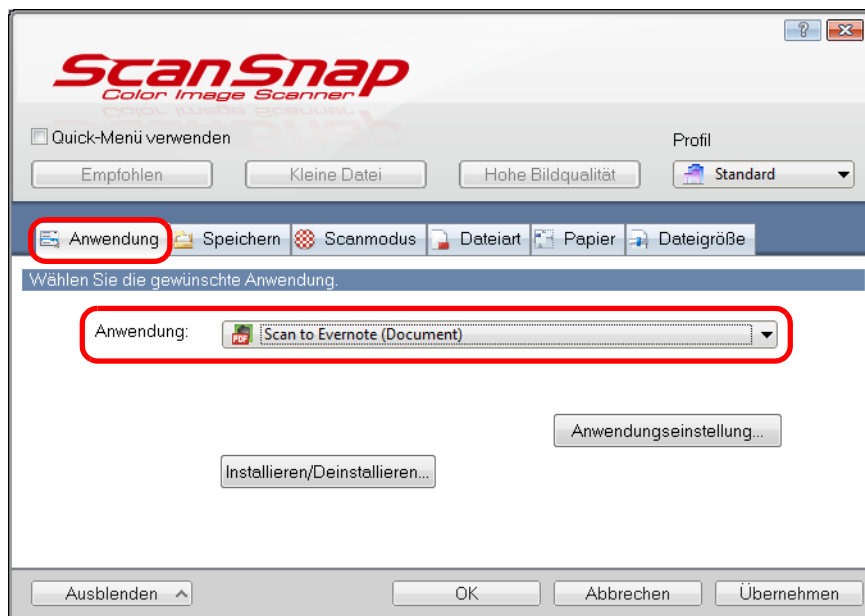 ScanSnap
Color Image Scanner
Quick-Menü verwenden
Profil
Empfohlen
Kleine Datei
Hohe Bildqualität
Standard
Anwendung
Speichern
Scanmodus
Dateiart
Papier
Dateigröße
Wählen Sie die gewünschte Anwendung.
Anwendung:
PDF
Scan to Evernote (Document)
Anwendungseinstellung...
Installieren/Deinstallieren...
Ausblenden
OK
Abbrechen
Übernehmen